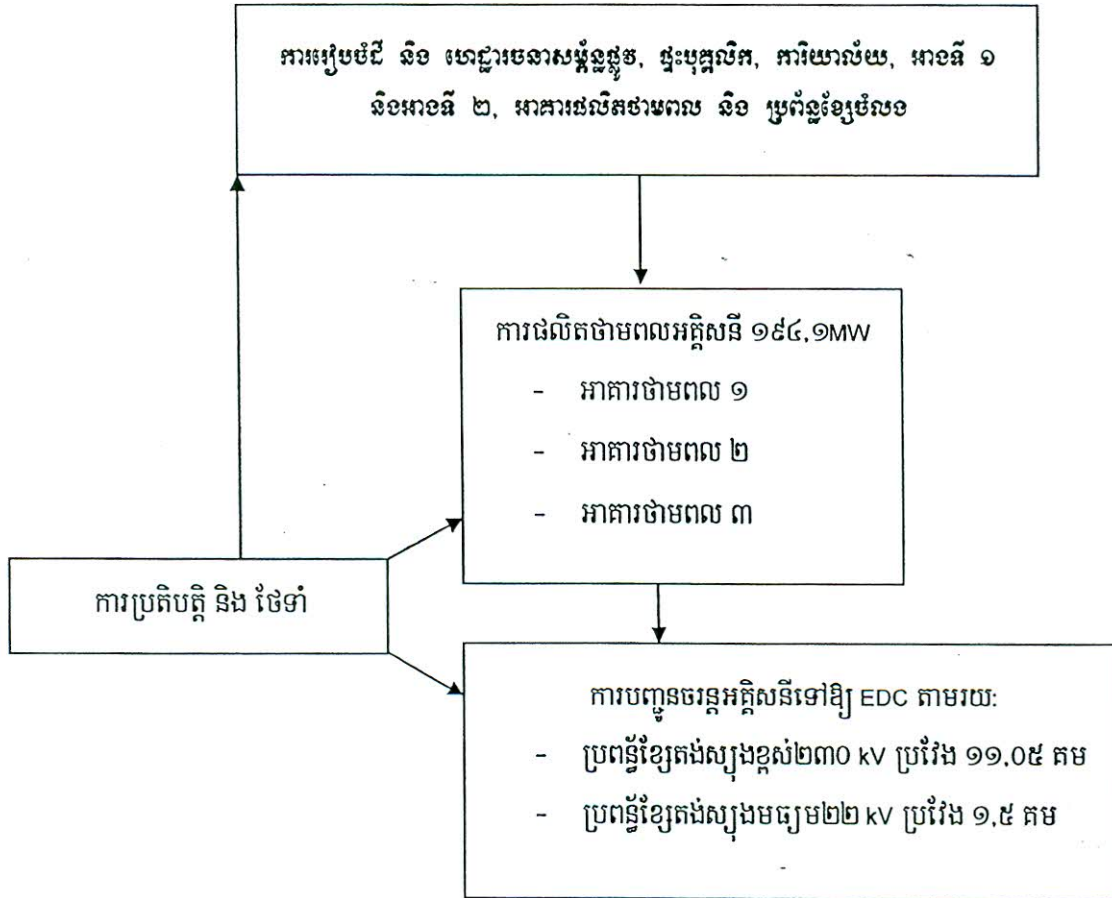 ការរៀបចំដី និង ហេដ្ឋារចនាសម្ព័ន្ធផ្លូវ, ផ្ទះបុគ្គលិក, ការិយាល័យ, អាងទី ១
និងអាងទី ២, អាគារផលិតថាមពល និង ប្រព័ន្ធខ្សែចំលង
ការផលិតថាមពលអគ្គិសនី ១៩៤,១MW
- អាគារថាមពល ១
- អាគារថាមពល ២
- អាគារថាមពល ៣
ការប្រតិបត្តិ និង ថែទាំ
ការបញ្ជូនចរន្តអគ្គិសនីទៅឱ្យ EDC តាមរយៈ
- ប្រពន្ធ័ខ្សែតង់ស្យុងខ្ពស់២៣០ kV ប្រវែង ១១,០៥ គម
- ប្រពន្ធ័ខ្សែតង់ស្យុងមធ្យម២២ kV ប្រវែង ១,៥ គម